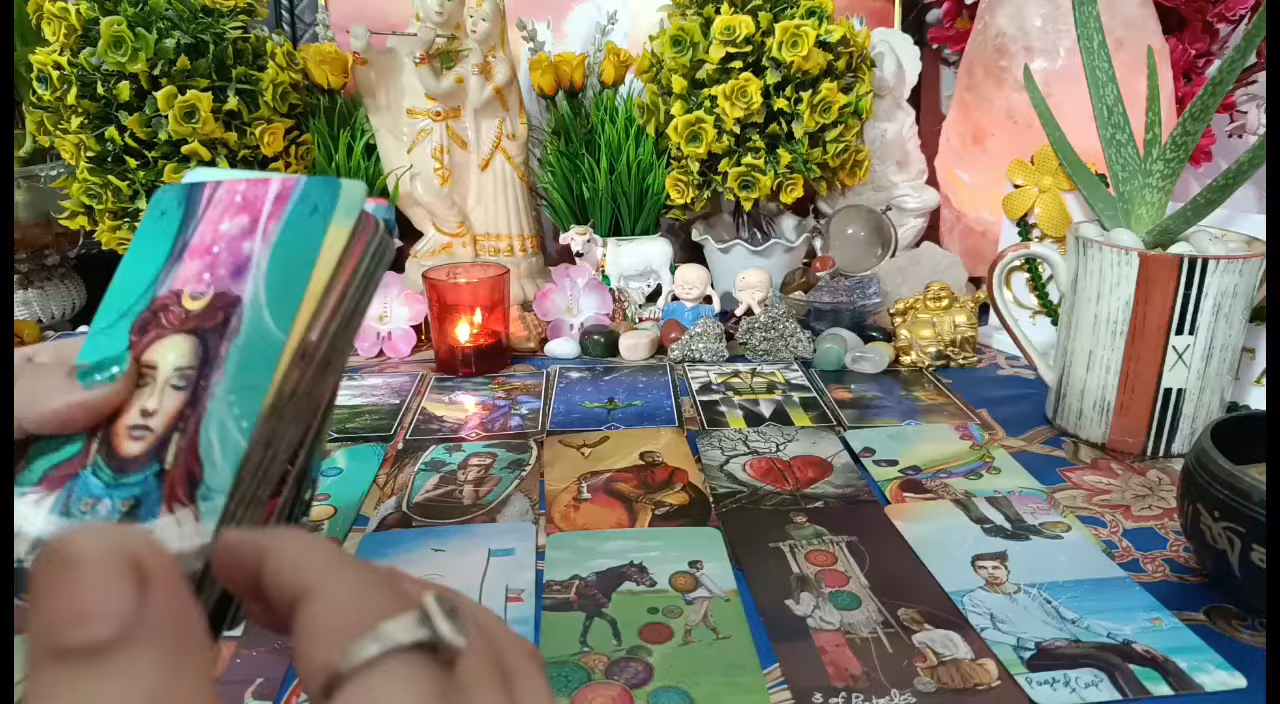 X
3 of Pentacles
Page of Cups